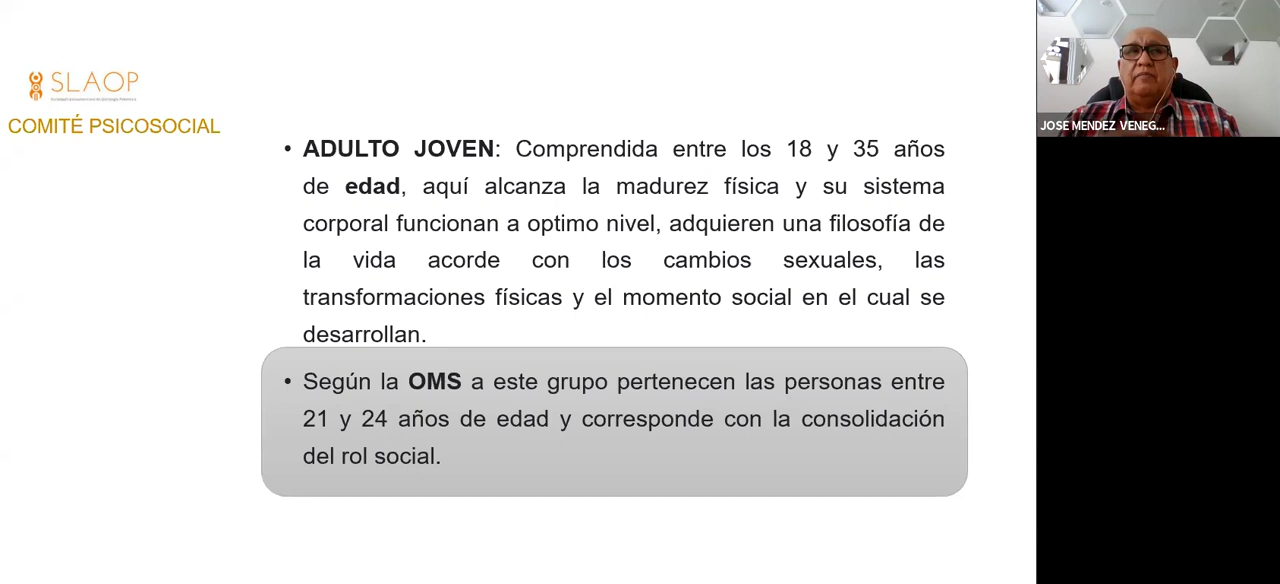 SLAOP
COMITÉ PSICOSOCIAL
• ADULTO JOVEN: Comprendida entre los 18 y 35 años
de edad, aquí alcanza la madurez física y su sistema
corporal funcionan a optimo nivel, adquieren una filosofía de
la vida acorde con los cambios sexuales, las
transformaciones físicas y el momento social en el cual se
desarrollan.
• Según la OMS a este grupo pertenecen las personas entre
21 y 24 años de edad y corresponde con la consolidación
del rol social.
JOSE MENDEZ VENEG...